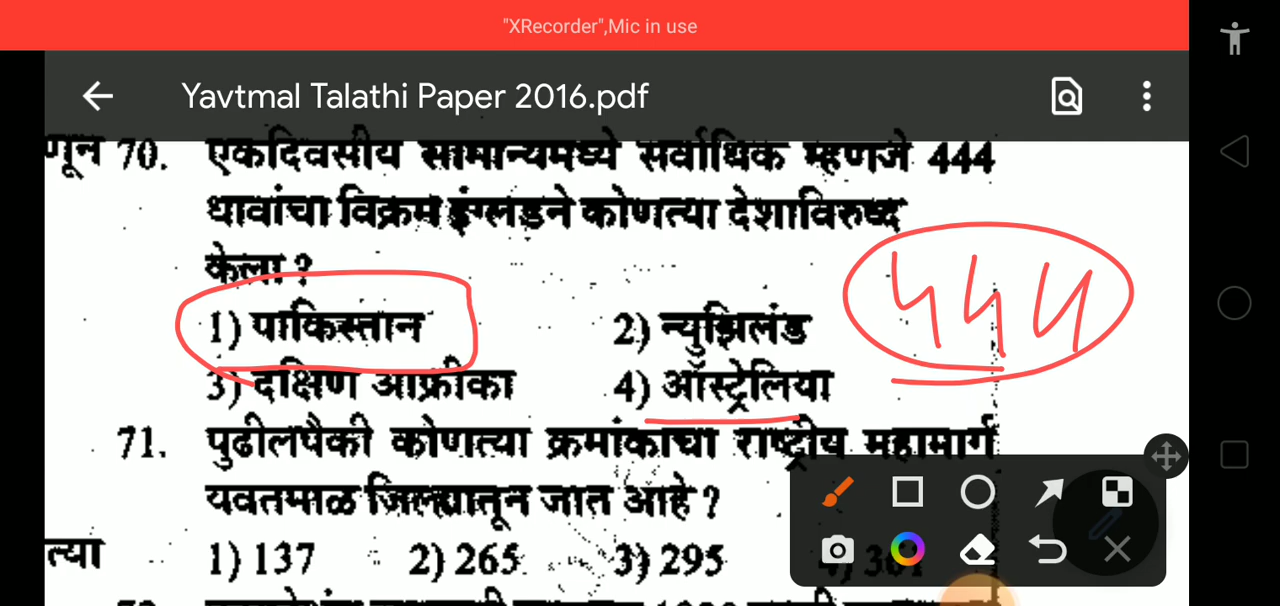 "XRecorder",Mic in use
Yavtmal Talathi Paper 2016.pdf
गून 70. एकदिवसीय सामान्यमध्ये सर्वाधिक म्हणजे 444
धावांचा विक्रम इंग्लडने कोणत्या देशाविरुध्द
केला ?
444
1) पाकिस्तान 2) न्युझिलंड
3) दक्षिण आफ्रीका 4) ऑस्ट्रेलिया
71. पुढीलपैकी कोणत्या क्रमांकाचा राष्ट्रीय महामार्ग
यवतमाळ जिल्ह्यातून जात आहे ?
त्या 1) 137 2) 265 3) 295